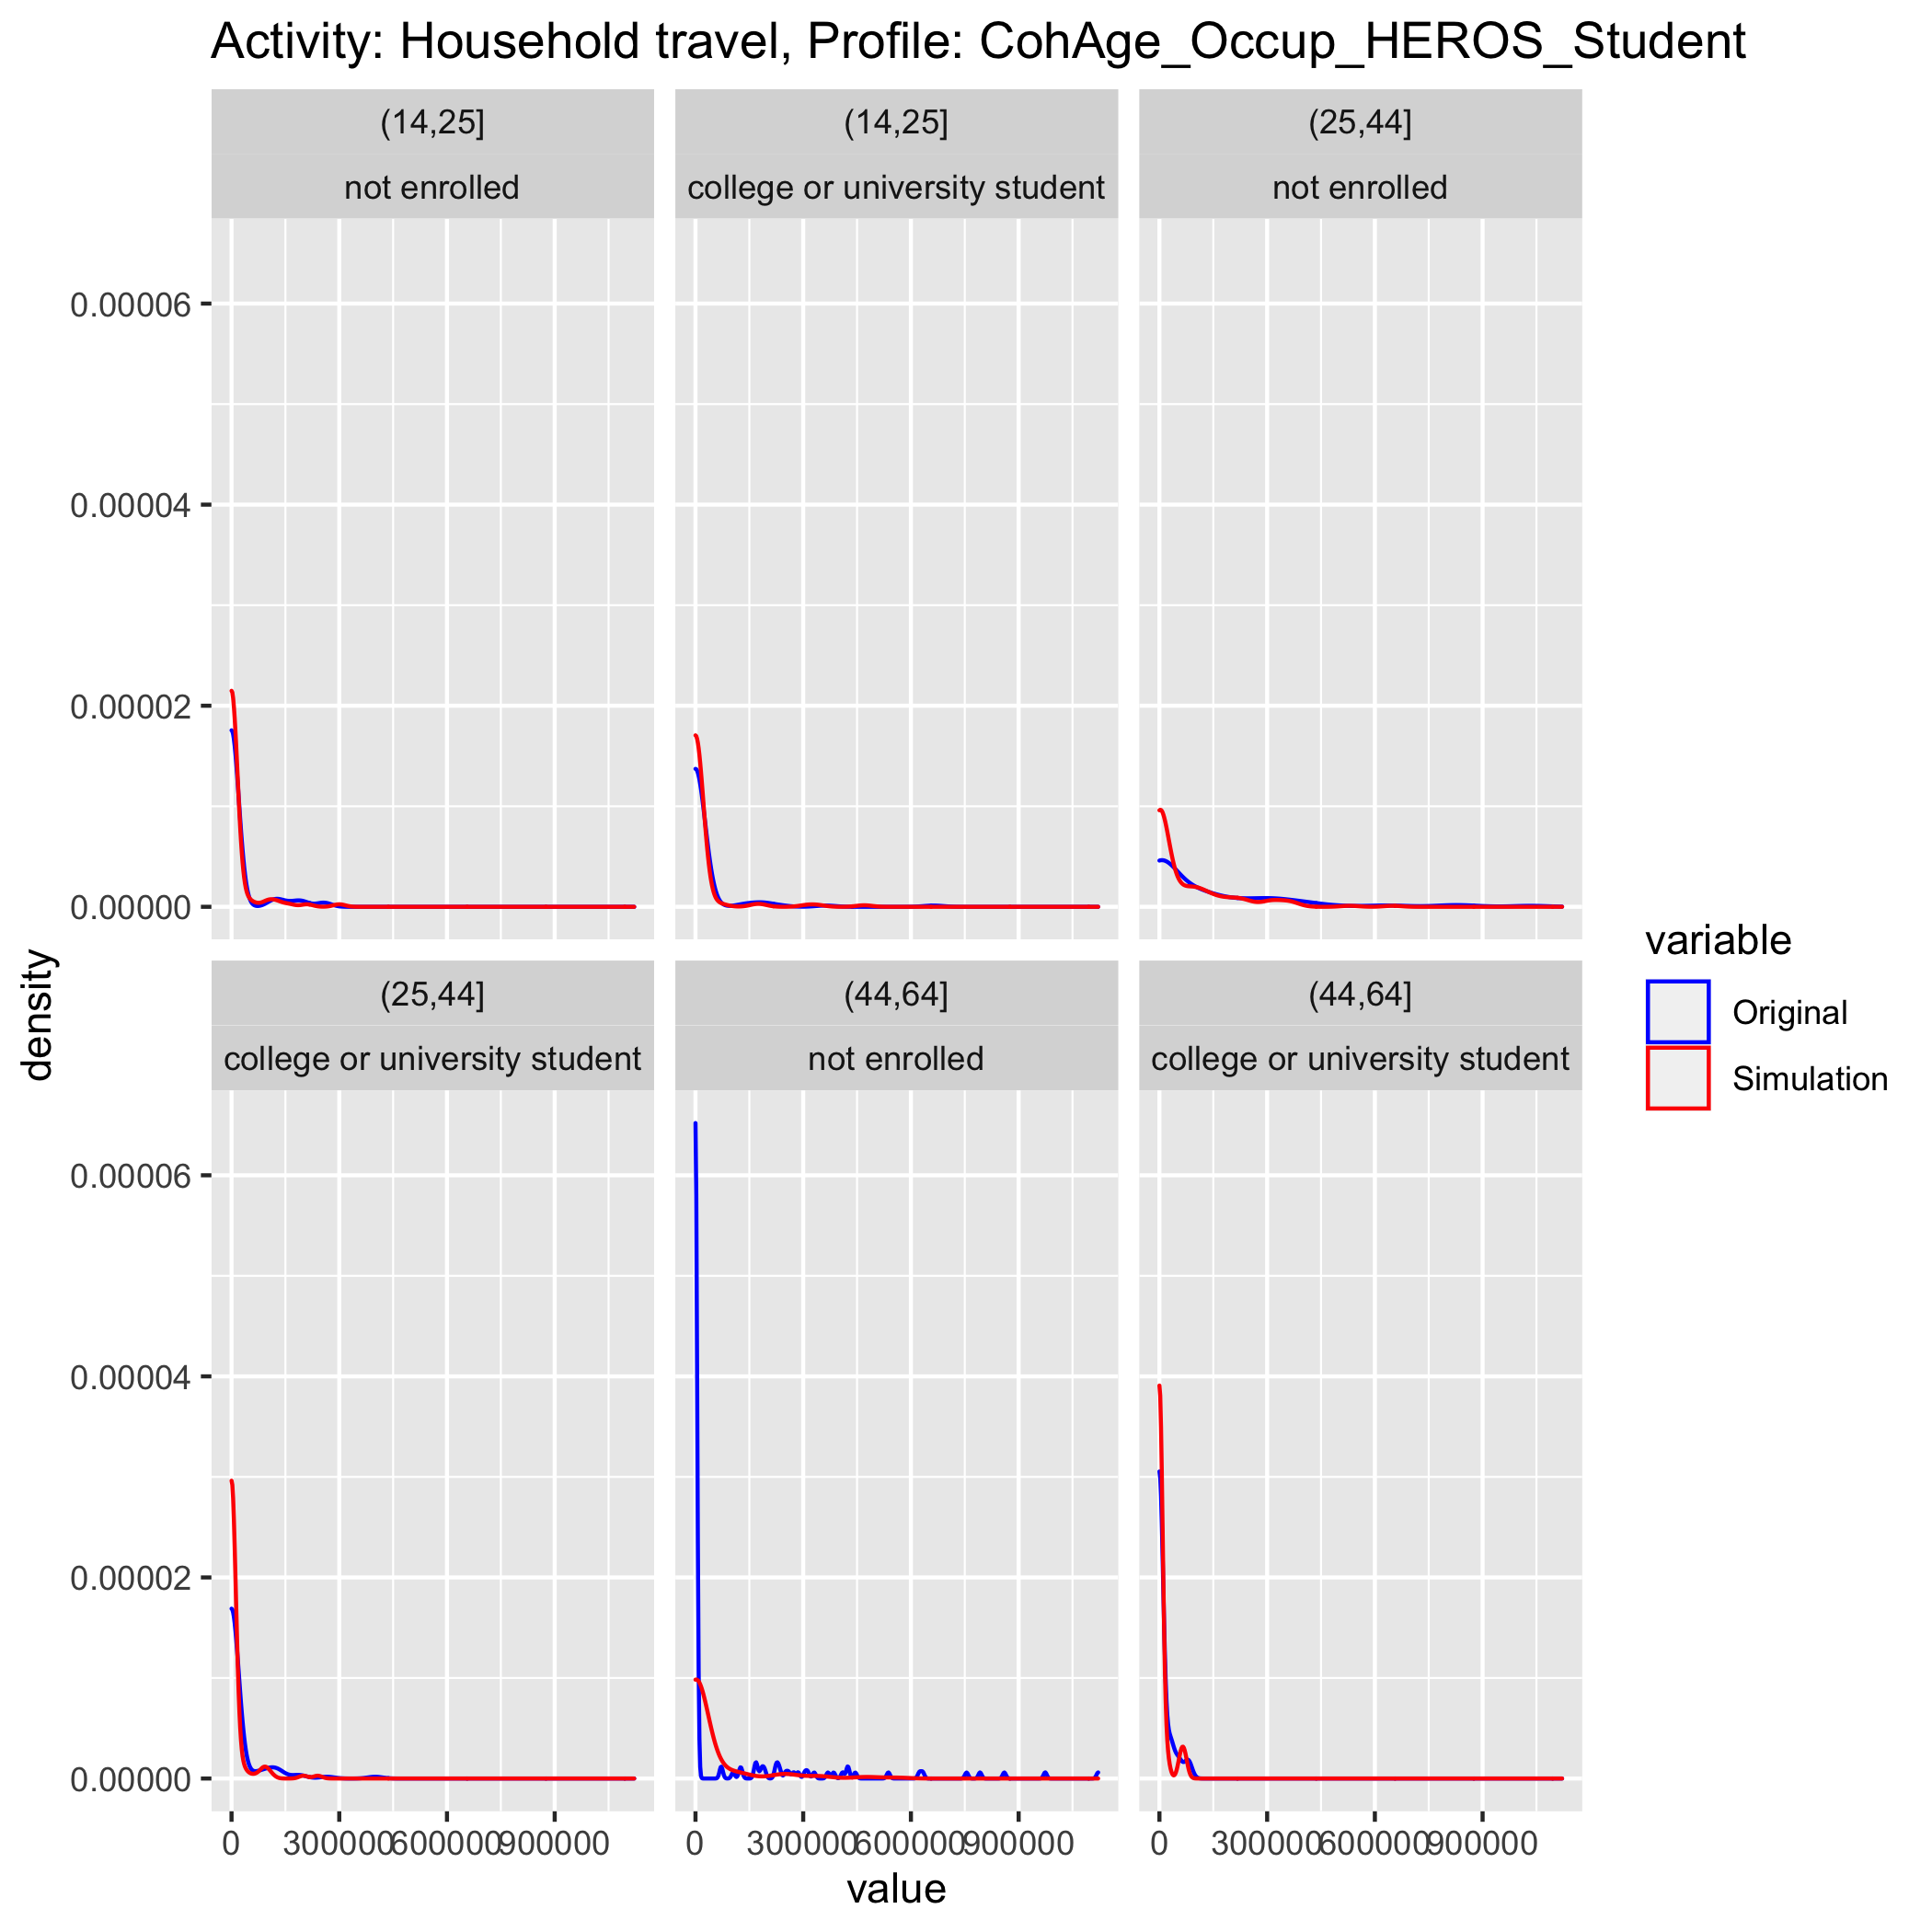 Activity: Household travel, Profile: CohAge_Occup_HEROS_Student
(14,25] (14,25] (25,44]
not enrolled college or university student not enrolled
0.00006
0.00004
0.00002
0.00000
(25,44] (44,64] (44,64]
college or university student not enrolled college or university student
0.00006
0.00004
0.00002
0.00000
0 300000 600000 900000 0 300000 600000 900000 0 300000 600000 900000
value
density
variable
Original
Simulation